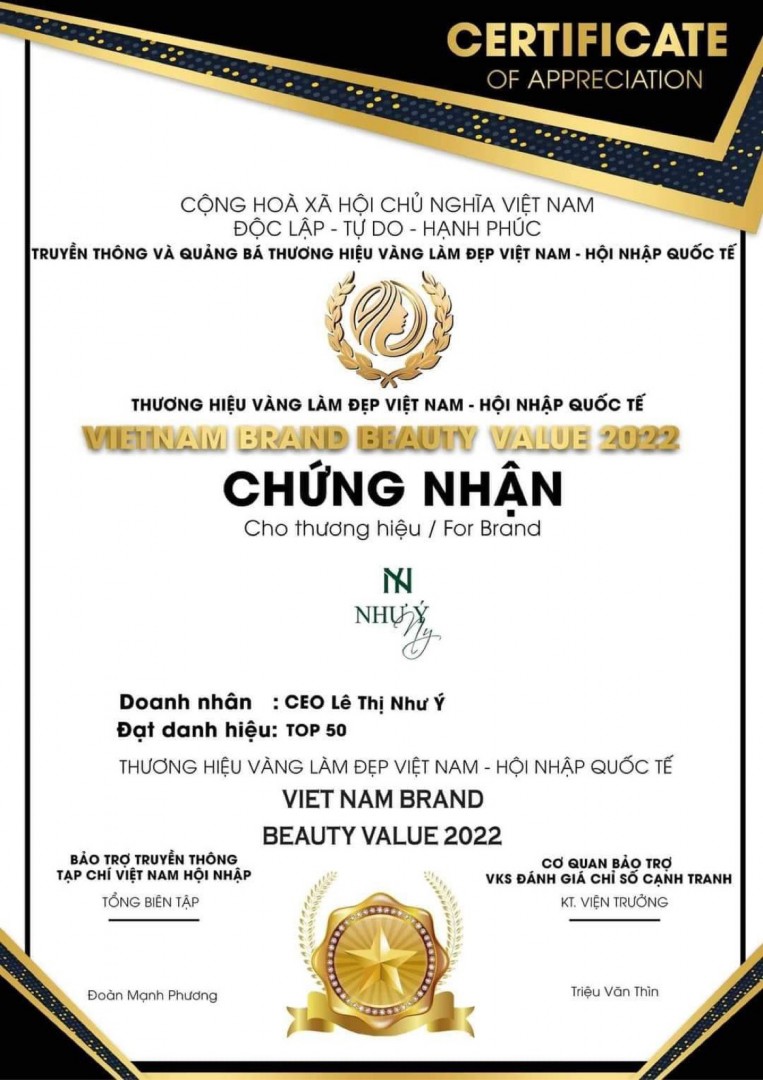 CERTIFICATE
OF APPRECIATION
CỘNG HOÀ XÃ HỘI CHỦ NGHĨA VIỆT NAM
ĐỘC LẬP - TỰ DO - HẠNH PHÚC
TRUYỀN THÔNG VÀ QUẢNG BÁ THƯƠNG HIỆU VÀNG LÀM ĐẸP VIỆT NAM - HỘI NHẬP QUỐC TẾ
THƯƠNG HIỆU VÀNG LÀM ĐẸP VIỆT NAM - HỘI NHẬP QUỐC TẾ
VIETNAM BRAND BEAUTY VALUE 2022
CHỨNG NHẬN
Cho thương hiệu / For Brand
NHƯ Ý
Ny
Doanh nhân : CEO Lê Thị Như Ý
Đạt danh hiệu: TOP 50
THƯƠNG HIỆU VÀNG LÀM ĐẸP VIỆT NAM - HỘI NHẬP QUỐC TẾ
VIET NAM BRAND
BEAUTY VALUE 2022
BẢO TRỢ TRUYỀN THÔNG
TẠP CHÍ VIỆT NAM HỘI NHẬP
TỔNG BIÊN TẬP
Đoàn Mạnh Phương
CƠ QUAN BẢO TRỢ
VKS ĐÁNH GIÁ CHỈ SỐ CẠNH TRANH
KT. VIỆN TRƯỞNG
Triệu Văn Thìn